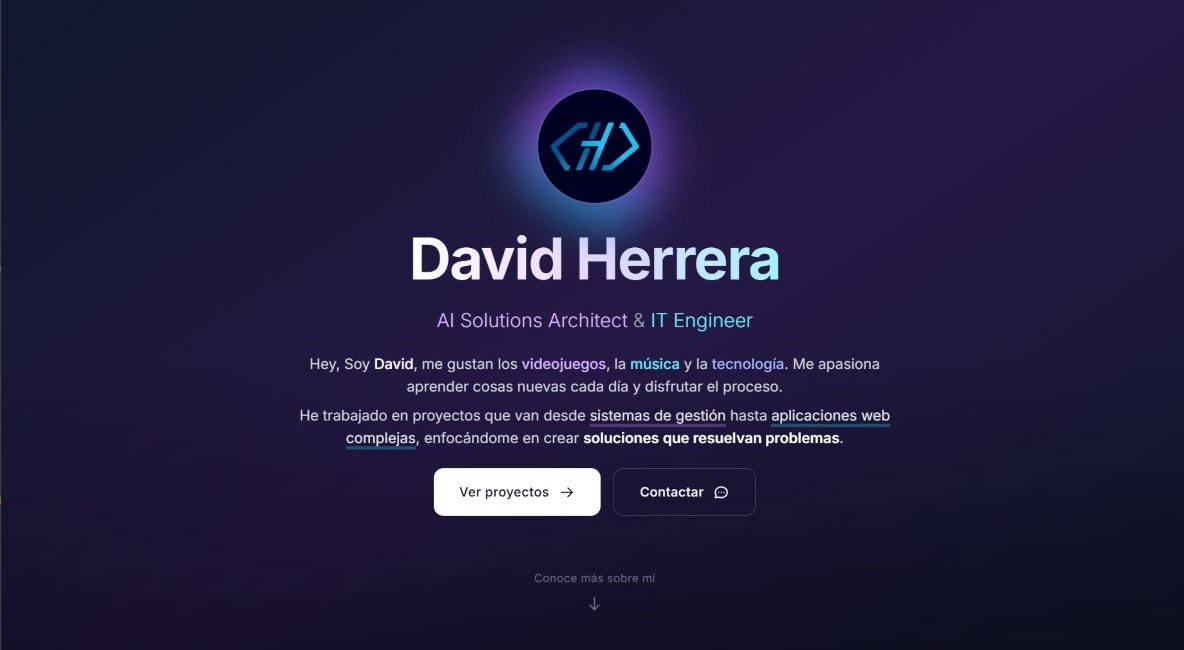 David Herrera
AI Solutions Architect & IT Engineer
Hey, Soy David, me gustan los videojuegos, la música y la tecnología. Me apasiona
aprender cosas nuevas cada día y disfrutar el proceso.
He trabajado en proyectos que van desde sistemas de gestión hasta aplicaciones web
complejas, enfocándome en crear soluciones que resuelvan problemas.
Ver proyectos
Contactar
Conoce más sobre mí